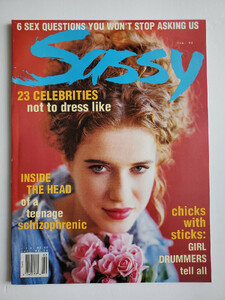 6 SEX QUESTIONS YOU WON'T STOP ASKING US
Sassy
23 CELEBRITIES
not to dress like
INSIDE
THE HEAD
of a
teenage
schizophrenic
chicks
with
sticks:
GIRL
DRUMMERS
tell all